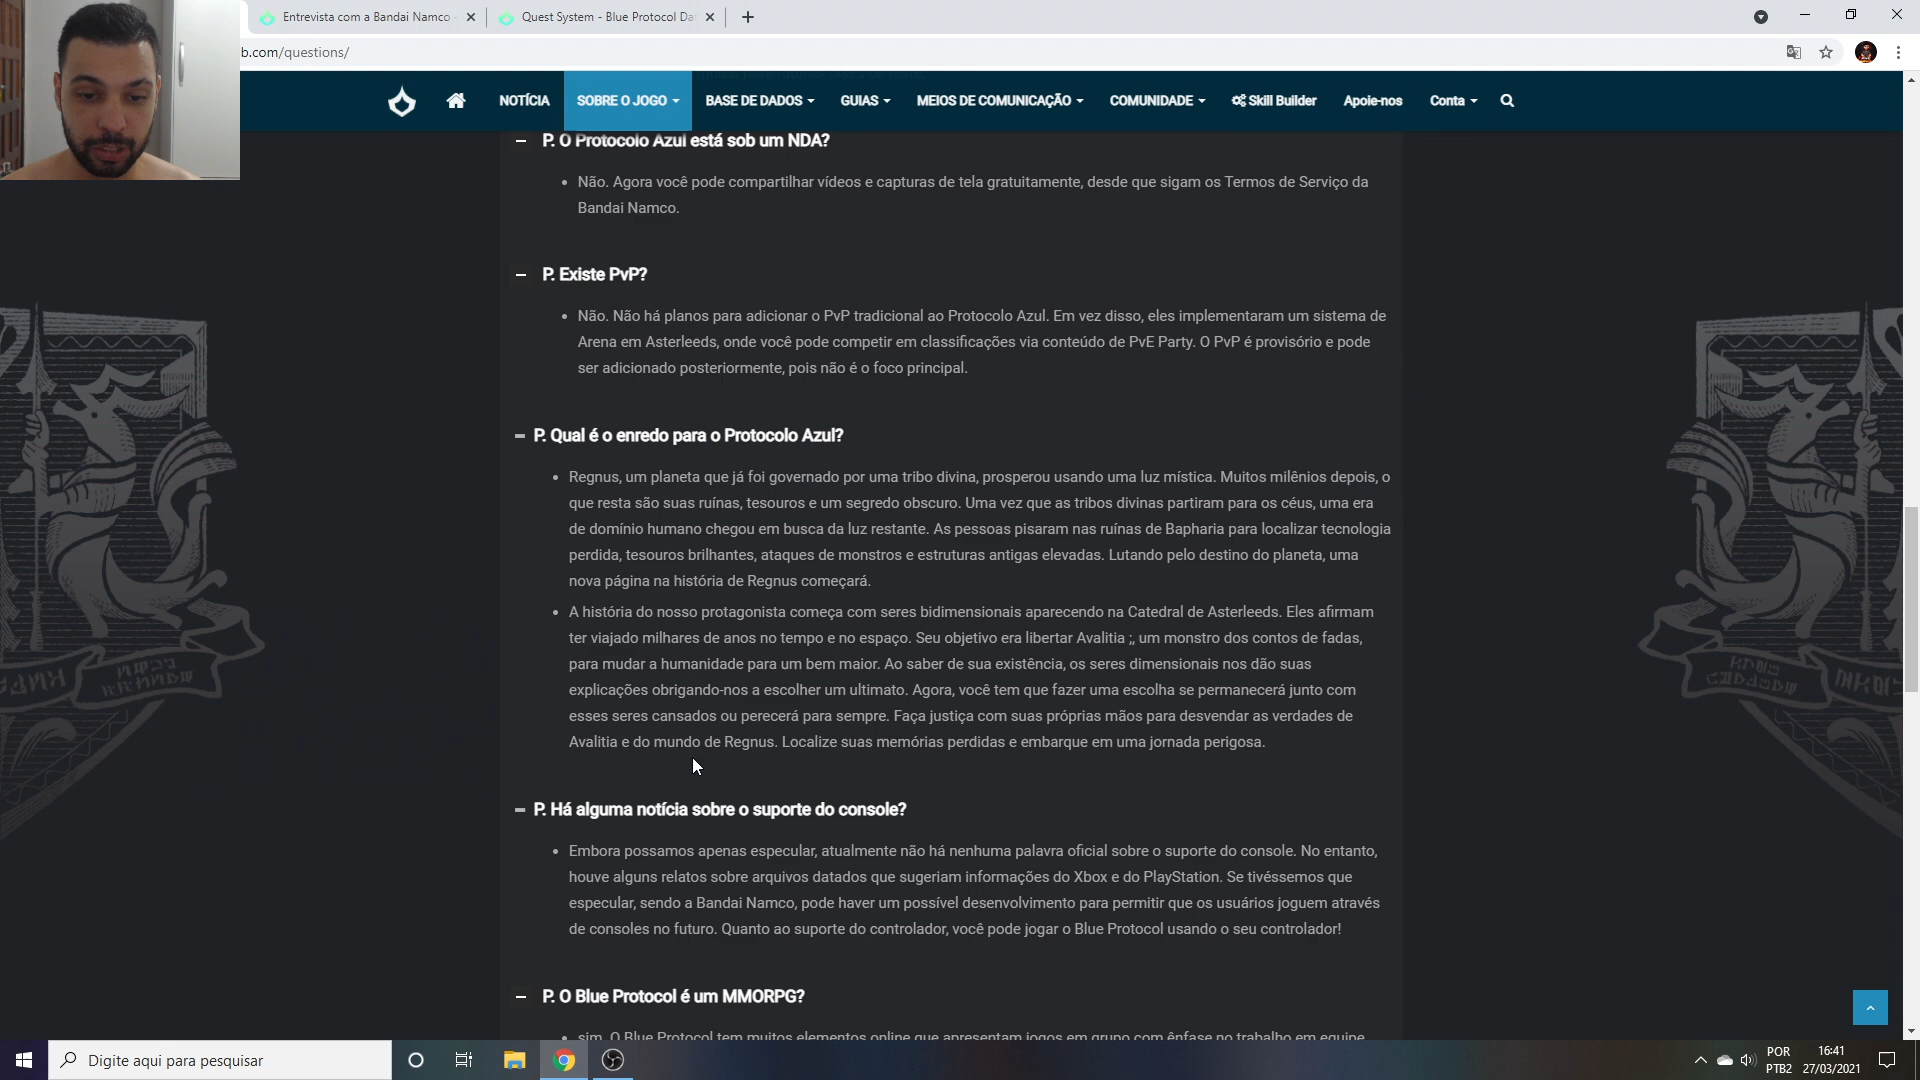 Entrevista com a Bandai Namco -
Quest System - Blue Protocol Da
b.com/questions/
NOTÍCIA
SOBRE O JOGO
BASE DE DADOS
GUIAS
MEIOS DE COMUNICAÇÃO
COMUNIDADE
Skill Builder
Apoie-nos
Conta
P. O Protocolo Azul está sob um NDA?
Não. Agora você pode compartilhar vídeos e capturas de tela gratuitamente, desde que sigam os Termos de Serviço da
Bandai Namco.
P. Existe PvP?
Não. Não há planos para adicionar o PvP tradicional ao Protocolo Azul. Em vez disso, eles implementaram um sistema de
Arena em Asterleeds, onde você pode competir em classificações via conteúdo de PvE Party. O PvP é provisório e pode
ser adicionado posteriormente, pois não é o foco principal.
P. Qual é o enredo para o Protocolo Azul?
Regnus, um planeta que já foi governado por uma tribo divina, prosperou usando uma luz mística. Muitos milênios depois, o
que resta são suas ruínas, tesouros e um segredo obscuro. Uma vez que as tribos divinas partiram para os céus, uma era
de domínio humano chegou em busca da luz restante. As pessoas pisaram nas ruínas de Bapharia para localizar tecnologia
perdida, tesouros brilhantes, ataques de monstros e estruturas antigas elevadas. Lutando pelo destino do planeta, uma
nova página na história de Regnus começará.
A história do nosso protagonista começa com seres bidimensionais aparecendo na Catedral de Asterleeds. Eles afirmam
ter viajado milhares de anos no tempo e no espaço. Seu objetivo era libertar Avalitia ;, um monstro dos contos de fadas,
para mudar a humanidade para um bem maior. Ao saber de sua existência, os seres dimensionais nos dão suas
explicações obrigando-nos a escolher um ultimato. Agora, você tem que fazer uma escolha se permanecerá junto com
esses seres cansados ou perecerá para sempre. Faça justiça com suas próprias mãos para desvendar as verdades de
Avalitia e do mundo de Regnus. Localize suas memórias perdidas e embarque em uma jornada perigosa.
P. Há alguma notícia sobre o suporte do console?
Embora possamos apenas especular, atualmente não há nenhuma palavra oficial sobre o suporte do console. No entanto,
houve alguns relatos sobre arquivos datados que sugeriam informações do Xbox e do PlayStation. Se tivéssemos que
especular, sendo a Bandai Namco, pode haver um possível desenvolvimento para permitir que os usuários joguem através
de consoles no futuro. Quanto ao suporte do controlador, você pode jogar o Blue Protocol usando o seu controlador!
P. O Blue Protocol é um MMORPG?
sim. O Blue Protocol tem muitos elementos online que apresentam jogos em grupo com ênfase no trabalho em equipe
Digite aqui para pesquisar
POR
PTB2
16:41
27/03/2021